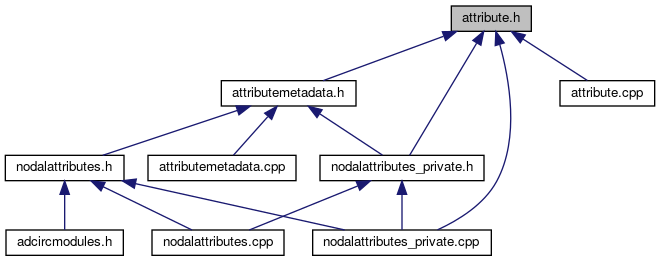 attribute.h
attributemetadata.h
attribute.cpp
nodalattributes.h
attributemetadata.cpp
nodalattributes_private.h
adcircmodules.h
nodalattributes.cpp
nodalattributes_private.cpp